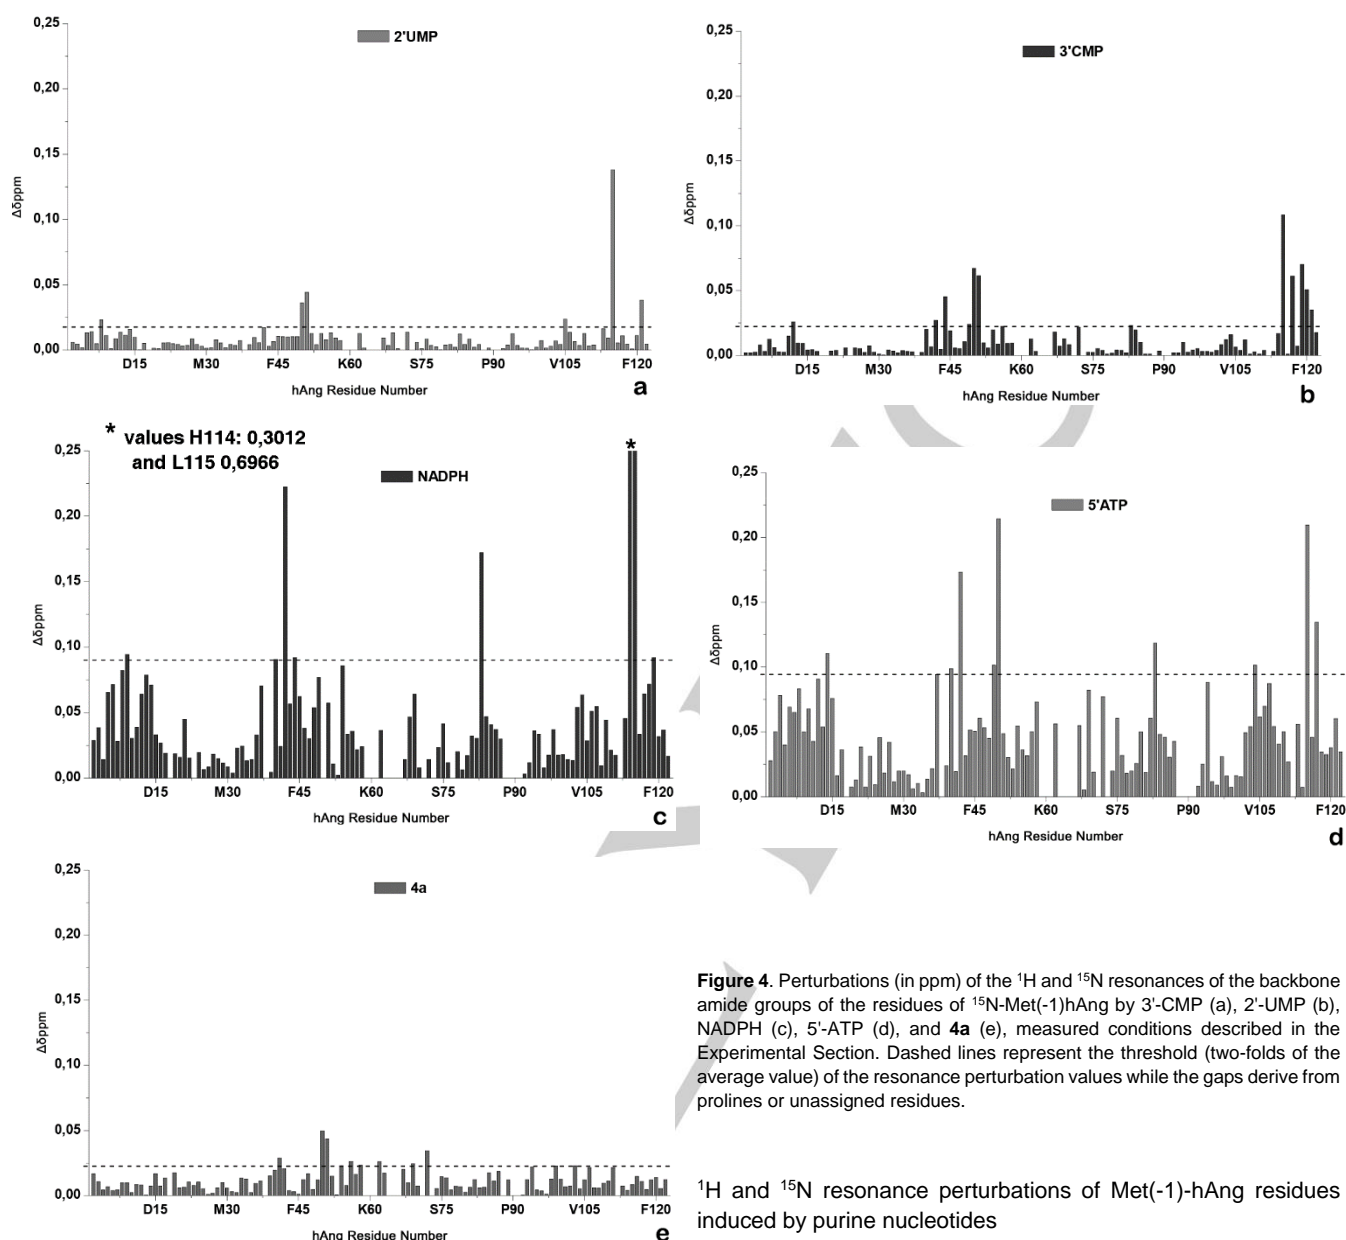 0,25
0,20
0,15
0,10
0,05
0,00
Δδppm
2'UMP
D15 M30 F45 K60 S75 P90 V105 F120
hAng Residue Number
a
0,25
0,20
0,15
0,10
0,05
0,00
Δδppm
3'CMP
D15 M30 F45 K60 S75 P90 V105 F120
hAng Residue Number
b
* values H114: 0,3012
and L115 0,6966
*
0,25
0,20
0,15
0,10
0,05
0,00
Δδppm
NADPH
D15 M30 F45 K60 S75 P90 V105 F120
hAng Residue Number
c
0,25
0,20
0,15
0,10
0,05
0,00
Δδppm
5'ATP
D15 M30 F45 K60 S75 P90 V105 F120
hAng Residue Number
d
0,25
0,20
0,15
0,10
0,05
0,00
Δδppm
4a
D15 M30 F45 K60 S75 P90 V105 F120
hAng Residue Number
e
Figure 4. Perturbations (in ppm) of the ¹H and ¹⁵N resonances of the backbone
amide groups of the residues of ¹⁵N-Met(-1)hAng by 3'-CMP (a), 2'-UMP (b),
NADPH (c), 5'-ATP (d), and 4a (e), measured conditions described in the
Experimental Section. Dashed lines represent the threshold (two-folds of the
average value) of the resonance perturbation values while the gaps derive from
prolines or unassigned residues.
¹H and ¹⁵N resonance perturbations of Met(-1)-hAng residues
induced by purine nucleotides